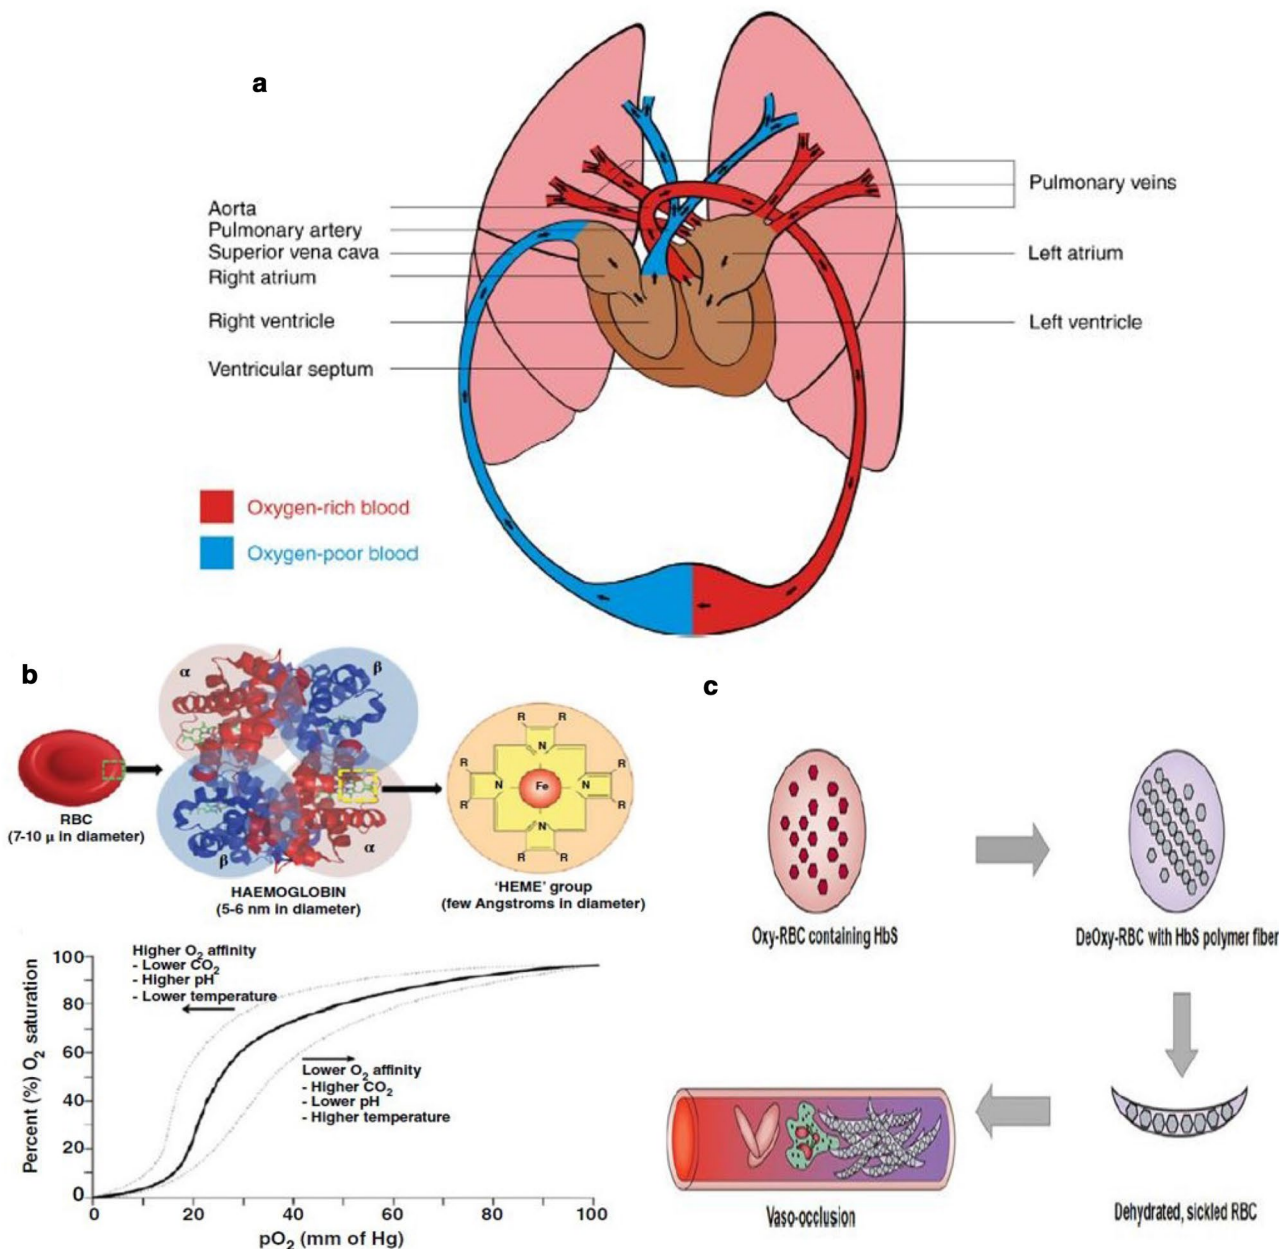 a
Aorta
Pulmonary artery
Superior vena cava
Right atrium
Right ventricle
Ventricular septum
Pulmonary veins
Left atrium
Left ventricle
Oxygen-rich blood
Oxygen-poor blood
b
α
β
β
α
RBC
(7-10 μ in diameter)
HAEMOGLOBIN
(5-6 nm in diameter)
R R
R R
R R
R R
N
N N
N
Fe
'HEME' group
(few Angstroms in diameter)
Percent (%) O₂ saturation
100
80
60
40
20
0
Higher O₂ affinity
- Lower CO₂
- Higher pH
- Lower temperature
Lower O₂ affinity
- Higher CO₂
- Lower pH
- Higher temperature
0 20 40 60 80 100
pO₂ (mm of Hg)
c
Oxy-RBC containing HbS
DeOxy-RBC with HbS polymer fiber
Vaso-occlusion
Dehydrated, sickled RBC